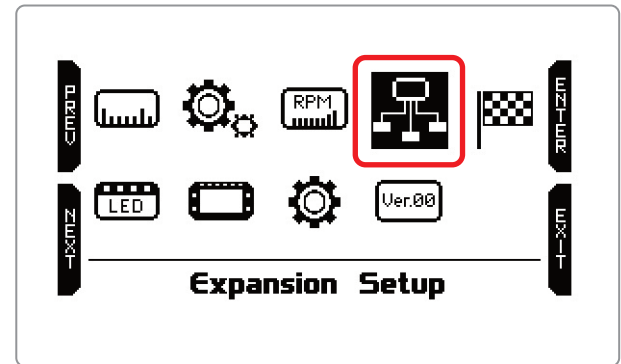 PREV
RPM
ENTER
NEXT
LED
Ver.00
EXIT
Expansion Setup